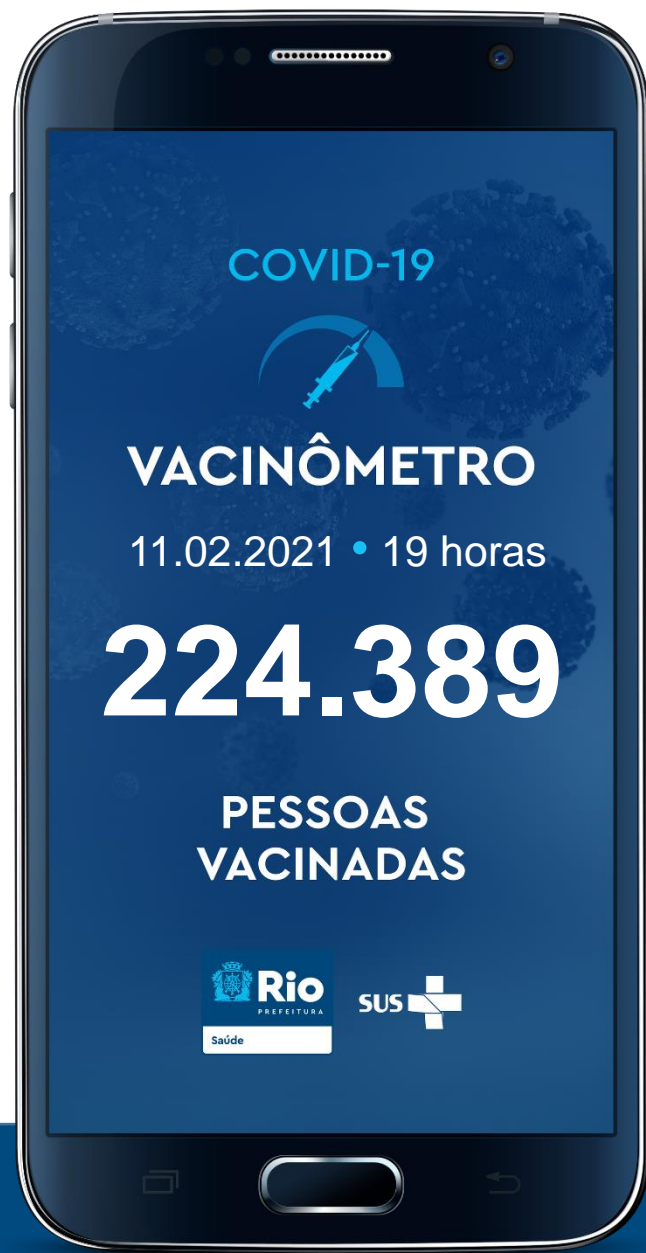 COVID-19
VACINÔMETRO
11.02.2021 • 19 horas
224.389
PESSOAS
VACINADAS
Rio
PREFEITURA
Saúde
SUS